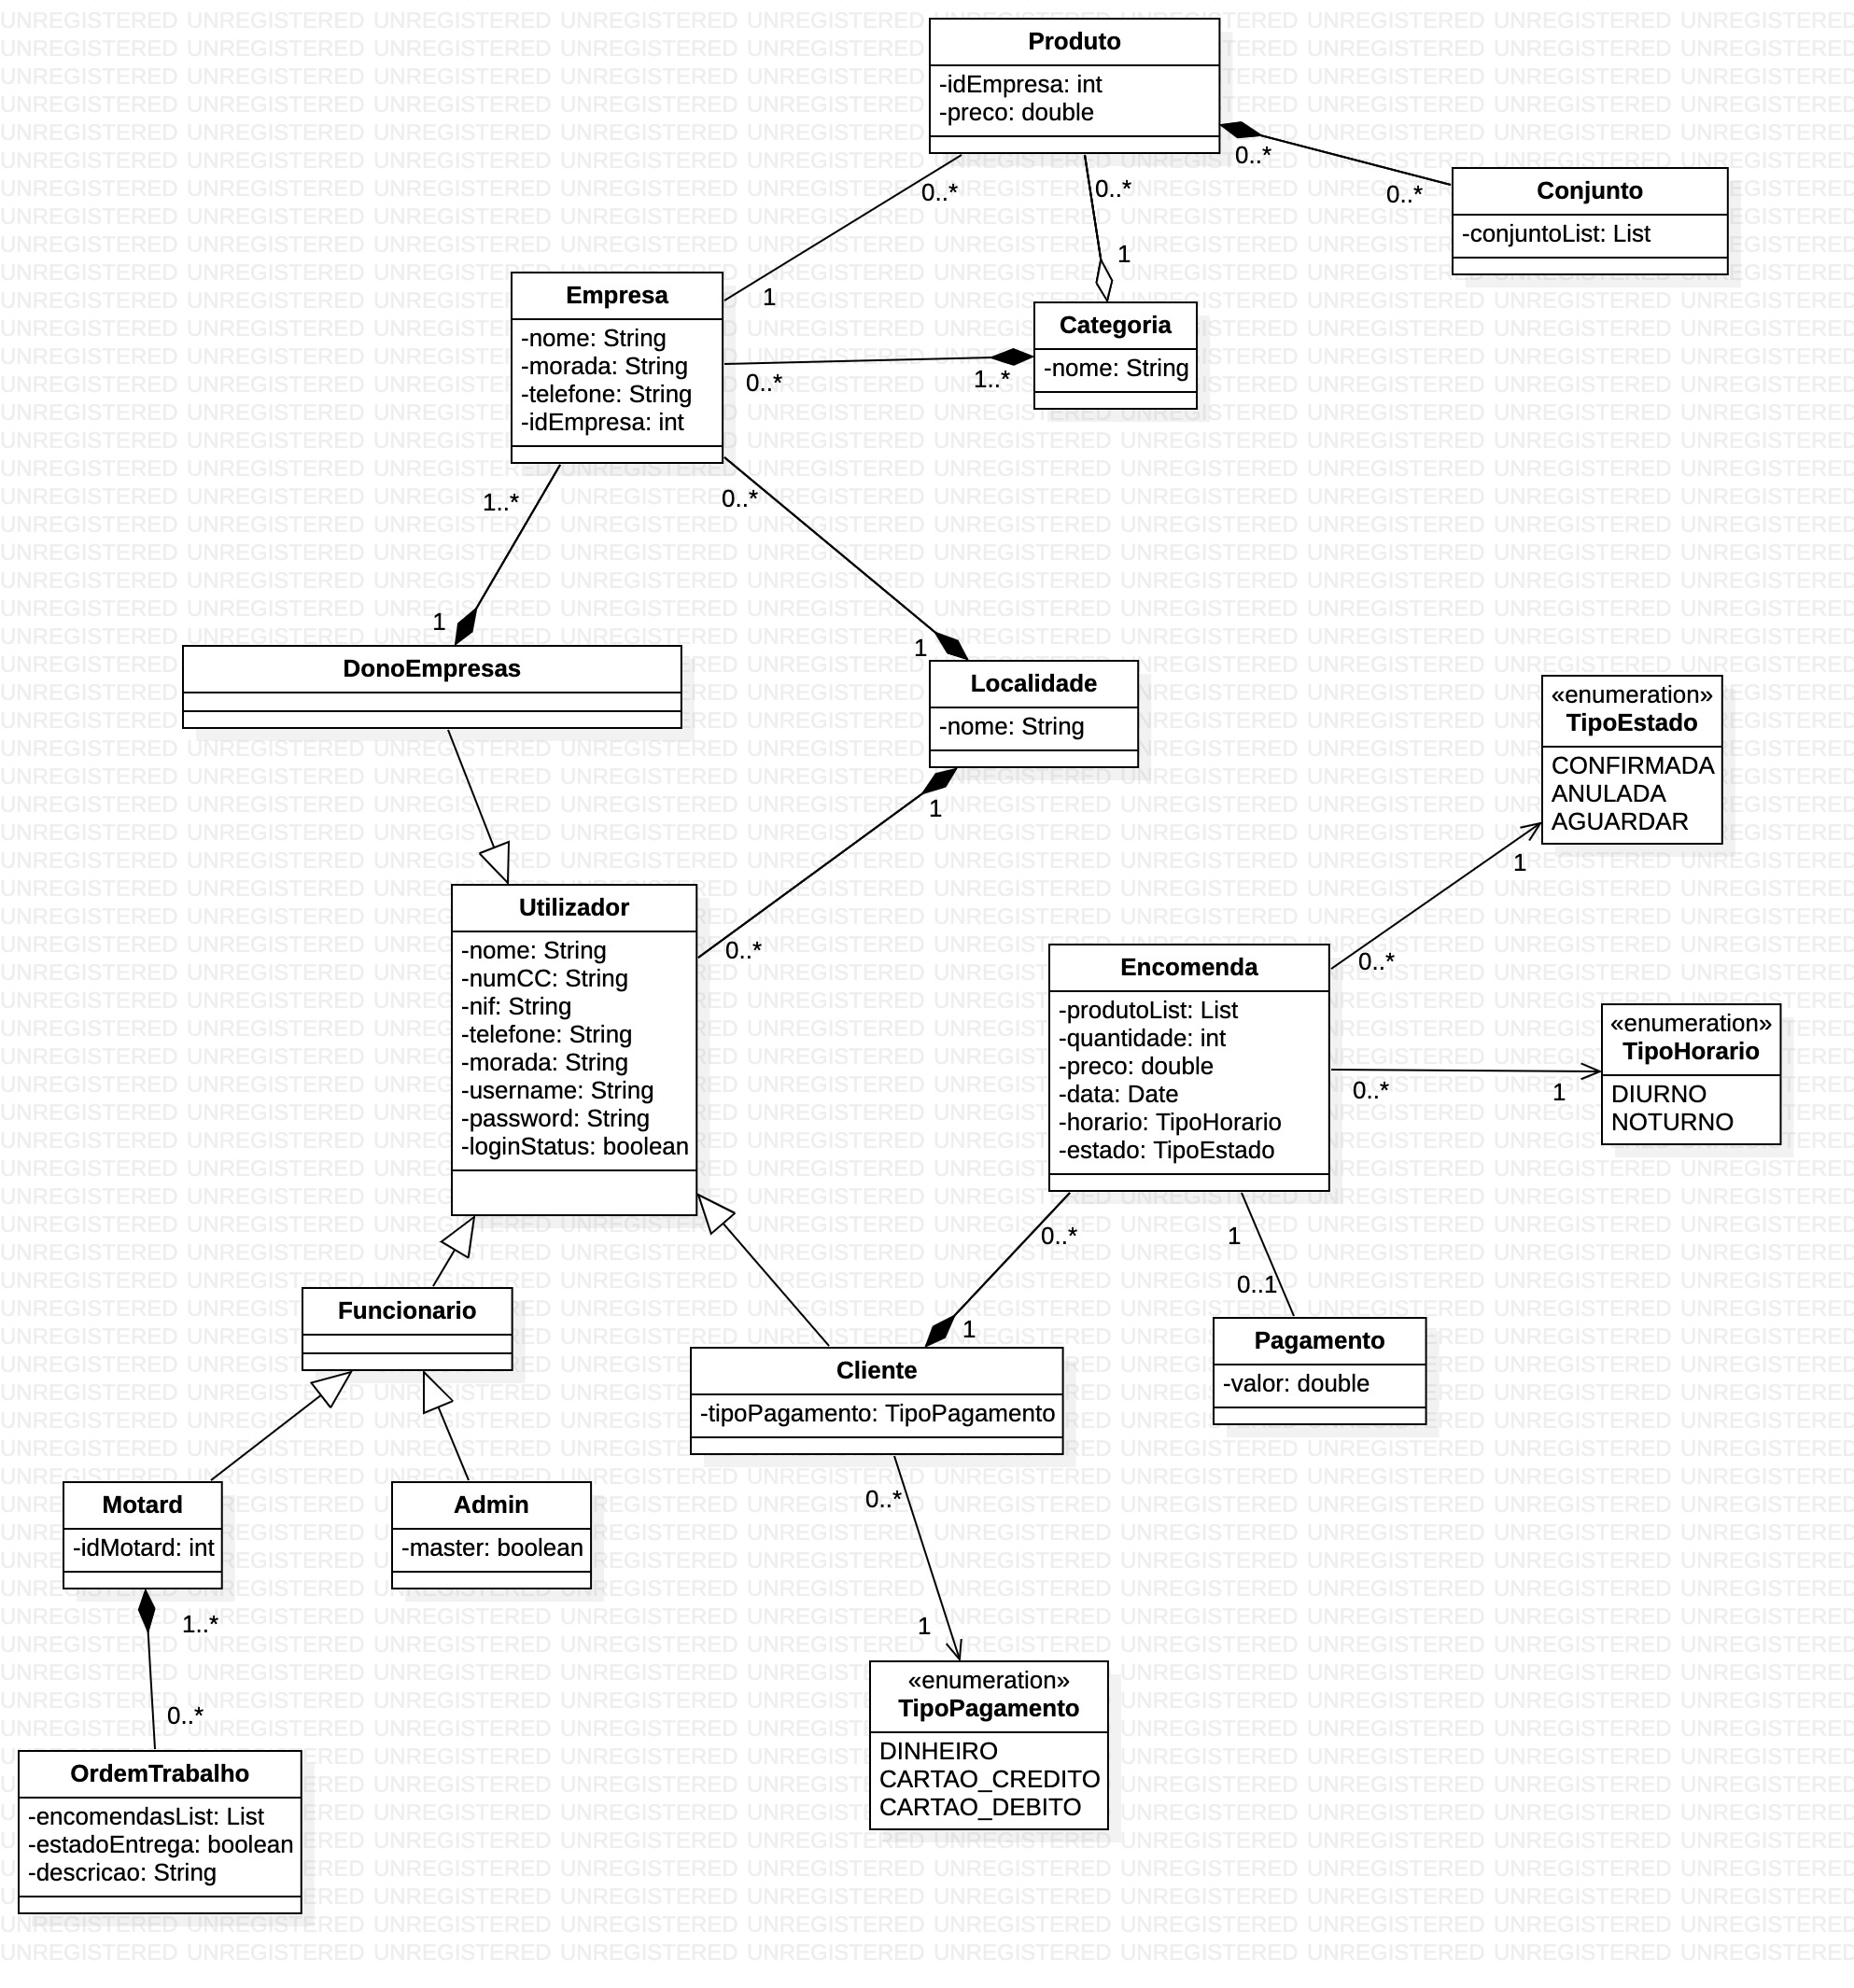 Produto
-idEmpresa: int
-preco: double
0..*
0..*
Conjunto
-conjuntoList: List
0..*
0..*
1
Empresa
-nome: String
-morada: String
-telefone: String
-idEmpresa: int
1
Categoria
-nome: String
0..*
1..*
1..*
0..*
1
1
DonoEmpresas
Localidade
-nome: String
1
«enumeration»
TipoEstado
CONFIRMADA
ANULADA
AGUARDAR
1
0..*
Utilizador
-nome: String
-numCC: String
-nif: String
-telefone: String
-morada: String
-username: String
-password: String
-loginStatus: boolean
0..*
Encomenda
-produtoList: List
-quantidade: int
-preco: double
-data: Date
-horario: TipoHorario
-estado: TipoEstado
«enumeration»
TipoHorario
DIURNO
NOTURNO
0..*
1
0..*
1
1
0..1
Funcionario
Cliente
-tipoPagamento: TipoPagamento
Pagamento
-valor: double
Motard
-idMotard: int
Admin
-master: boolean
0..*
1
1..*
0..*
«enumeration»
TipoPagamento
DINHEIRO
CARTAO_CREDITO
CARTAO_DEBITO
OrdemTrabalho
-encomendasList: List
-estadoEntrega: boolean
-descricao: String
UNREGISTERED